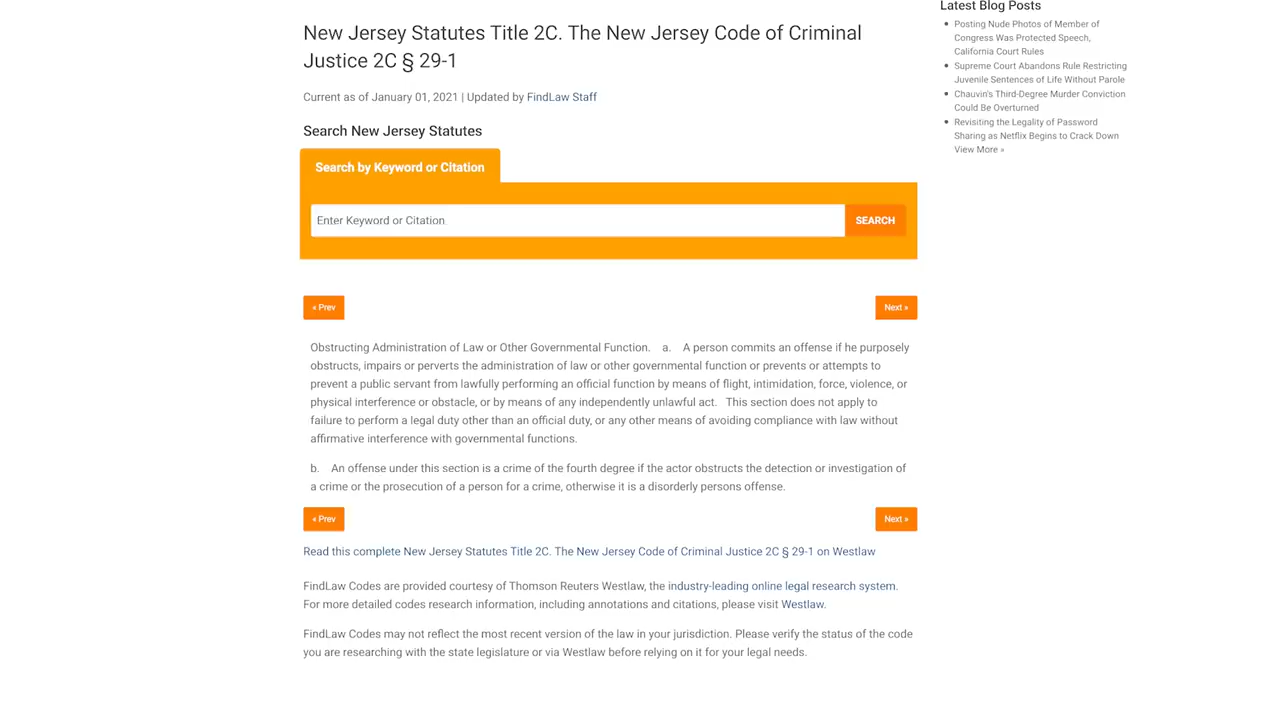 New Jersey Statutes Title 2C. The New Jersey Code of Criminal
Justice 2C § 29-1
Current as of January 01, 2021 | Updated by FindLaw Staff
Search New Jersey Statutes
Search by Keyword or Citation
Enter Keyword or Citation
SEARCH
« Prev
Next »
Obstructing Administration of Law or Other Governmental Function. a. A person commits an offense if he purposely
obstructs, impairs or perverts the administration of law or other governmental function or prevents or attempts to
prevent a public servant from lawfully performing an official function by means of flight, intimidation, force, violence, or
physical interference or obstacle, or by means of any independently unlawful act. This section does not apply to
failure to perform a legal duty other than an official duty, or any other means of avoiding compliance with law without
affirmative interference with governmental functions.
b. An offense under this section is a crime of the fourth degree if the actor obstructs the detection or investigation of
a crime or the prosecution of a person for a crime, otherwise it is a disorderly persons offense.
« Prev
Next »
Read this complete New Jersey Statutes Title 2C. The New Jersey Code of Criminal Justice 2C § 29-1 on Westlaw
FindLaw Codes are provided courtesy of Thomson Reuters Westlaw, the industry-leading online legal research system.
For more detailed codes research information, including annotations and citations, please visit Westlaw.
FindLaw Codes may not reflect the most recent version of the law in your jurisdiction. Please verify the status of the code
you are researching with the state legislature or via Westlaw before relying on it for your legal needs.
Latest Blog Posts
Posting Nude Photos of Member of
Congress Was Protected Speech,
California Court Rules
Supreme Court Abandons Rule Restricting
Juvenile Sentences of Life Without Parole
Chauvin's Third-Degree Murder Conviction
Could Be Overturned
Revisiting the Legality of Password
Sharing as Netflix Begins to Crack Down
View More »